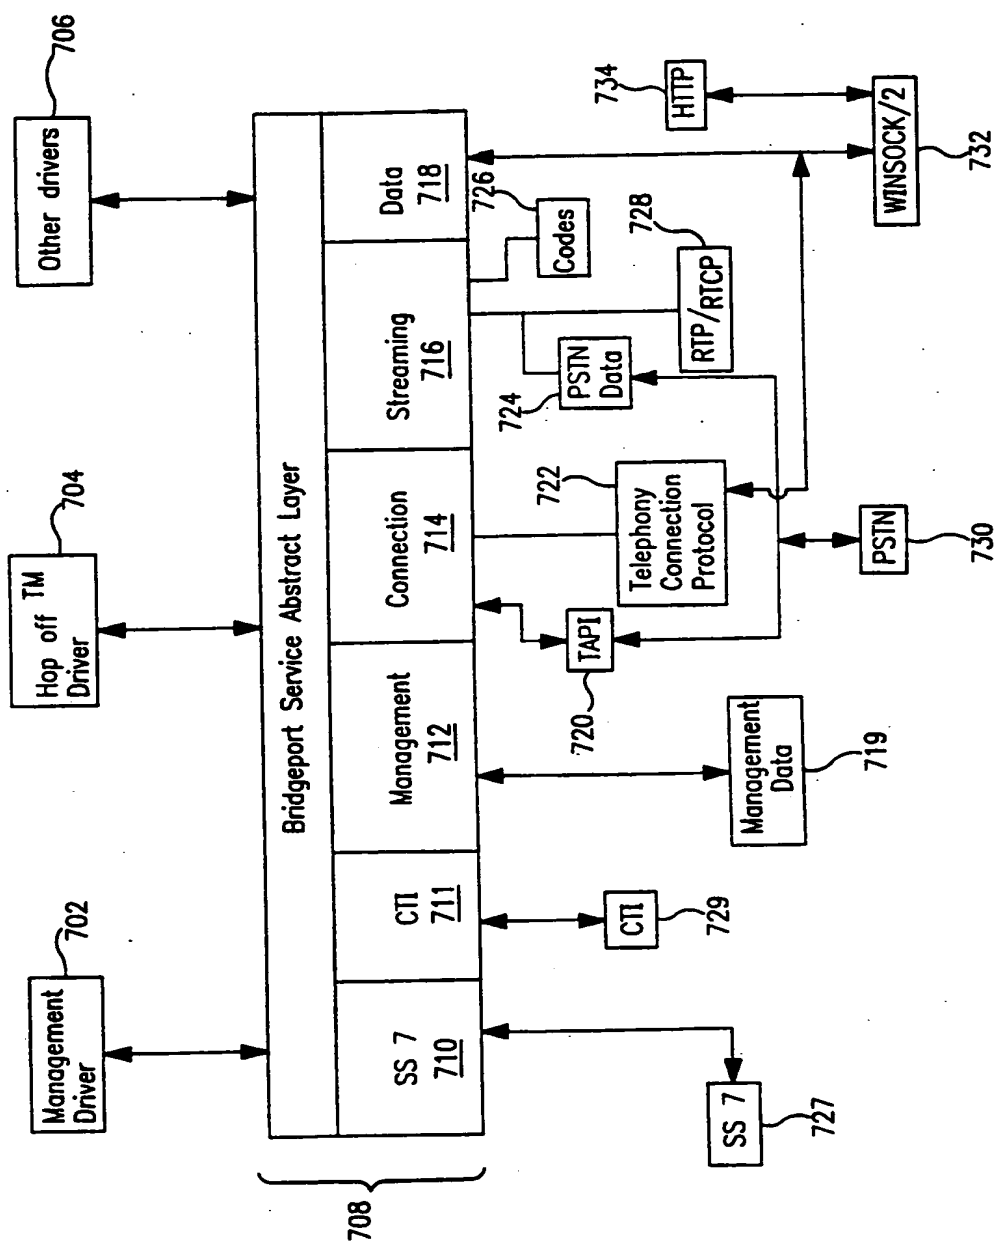 702
Management
Driver
704
Hop off TM
Driver
706
Other drivers
708
Bridgeport Service Abstract Layer
SS 7
710
CTI
711
Management
712
Connection
714
Streaming
716
Data
718
SS 7
727
CTI
729
Management
Data
719
TAPI
720
Telephony
Connection
Protocol
722
PSTN
Data
724
Codes
726
RTP/RTCP
728
PSTN
730
HTTP
734
WINSOCK/2
732